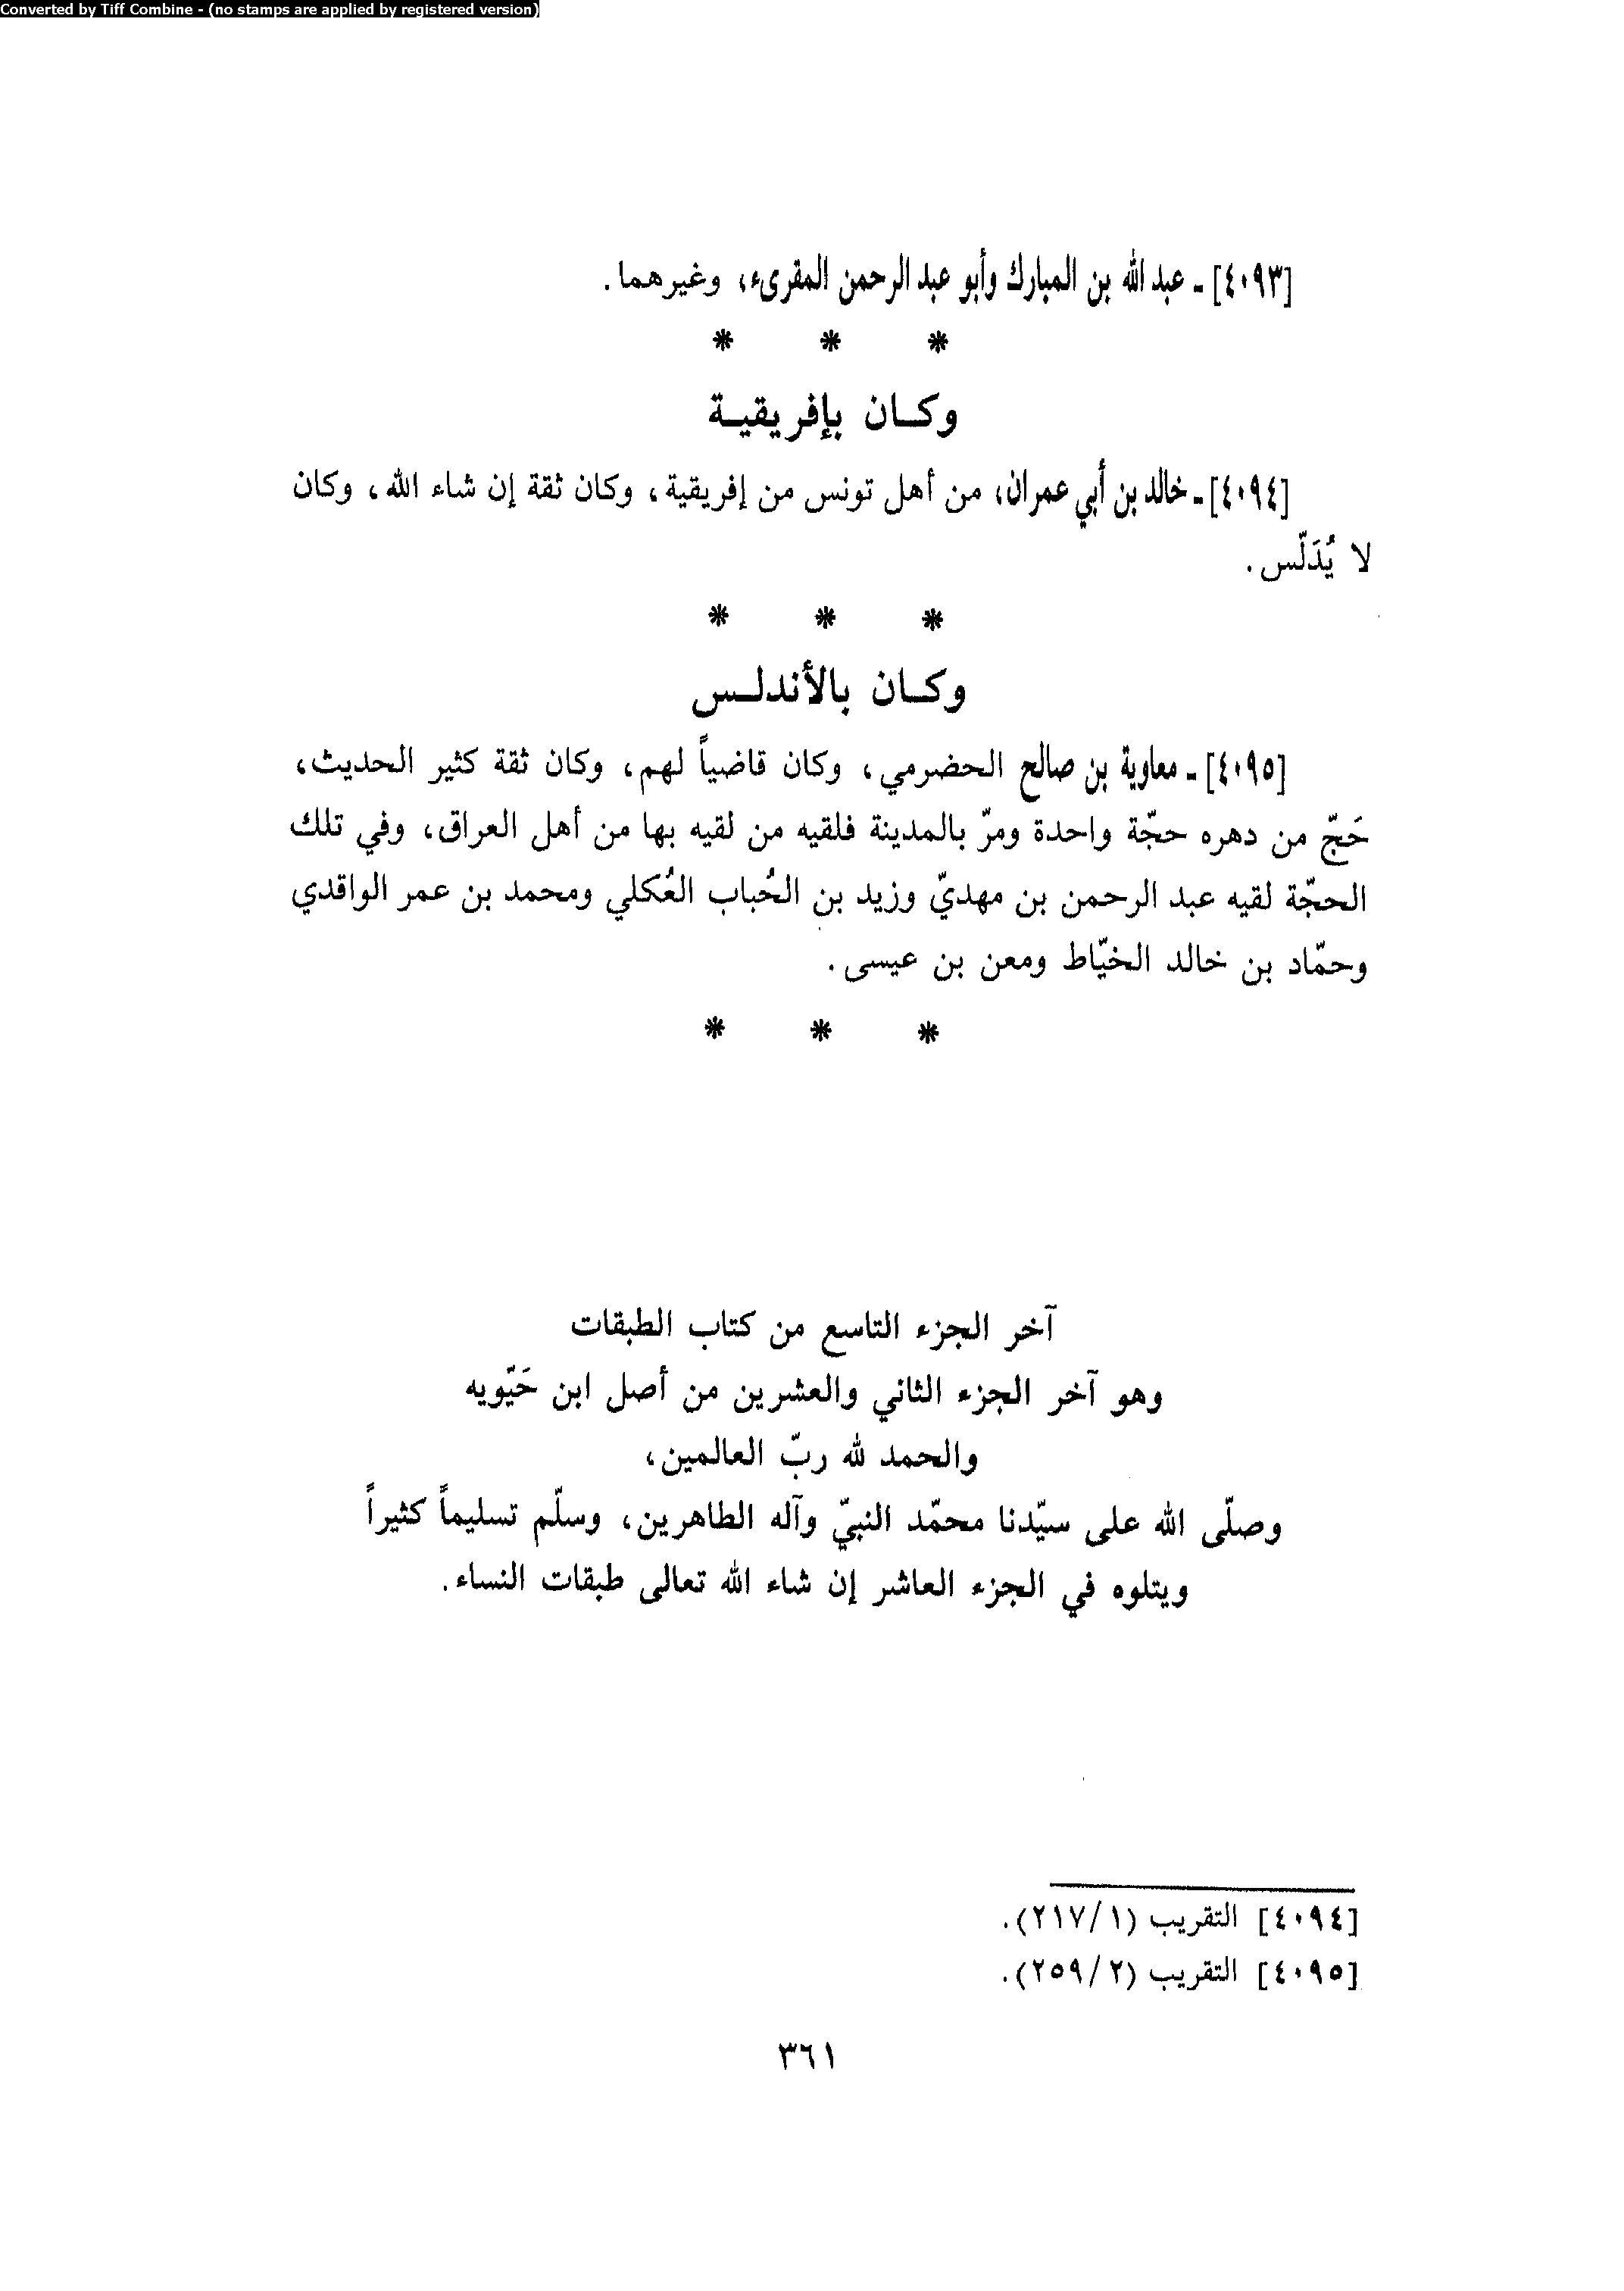 Converted by Tiff Combine - (no stamps are applied by registered version)
[٤٠٩٣] ـ عبد الله بن المبارك وأبو عبد الرحمن المقرىء، وغيرهما.
* * *
وكان بإفريقية
[٤٠٩٤] ـ خالد بن أبي عمران، من أهل تونس من إفريقية، وكان ثقة إن شاء الله، وكان
لا يُدَلّس.
* * *
وكان بالأندلس
[٤٠٩٥] ـ معاوية بن صالح الحضرمي، وكان قاضياً لهم، وكان ثقة كثير الحديث،
حَجّ من دهره حجّة واحدة ومرّ بالمدينة فلقيه من لقيه بها من أهل العراق، وفي تلك
الحجّة لقيه عبد الرحمن بن مهديّ وزيد بن الحُباب العُكلي ومحمد بن عمر الواقدي
وحمّاد بن خالد الخيّاط ومعن بن عيسى.
* * *
آخر الجزء التاسع من كتاب الطبقات
وهو آخر الجزء الثاني والعشرين من أصل ابن حَيّويه
والحمد لله ربّ العالمين،
وصلّى الله على سيّدنا محمّد النبيّ وآله الطاهرين، وسلّم تسليماً كثيراً
ويتلوه في الجزء العاشر إن شاء الله تعالى طبقات النساء.
[٤٠٩٤] التقريب (٢١٧/١).
[٤٠٩٥] التقريب (٢٥٩/٢).
٣٦١